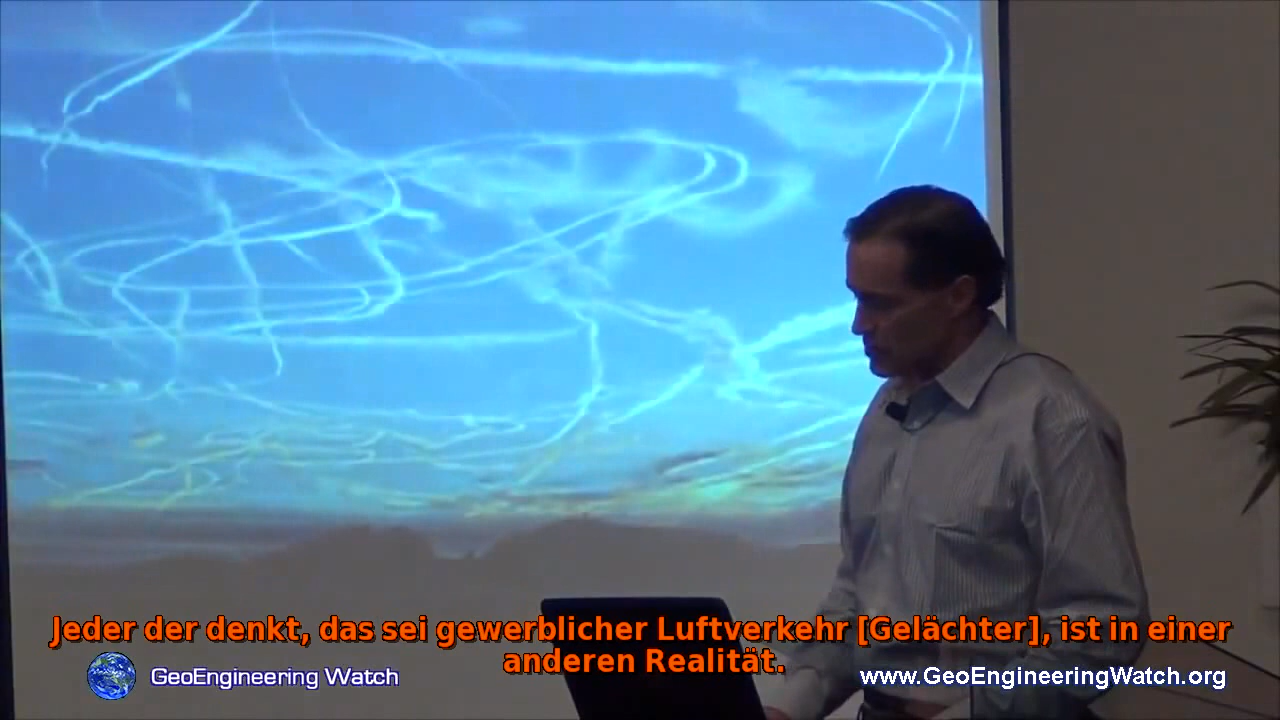 Jeder der denkt, das sei gewerblicher Luftverkehr [Gelächter], ist in einer
anderen Realität.
GeoEngineering Watch
www.GeoEngineeringWatch.org